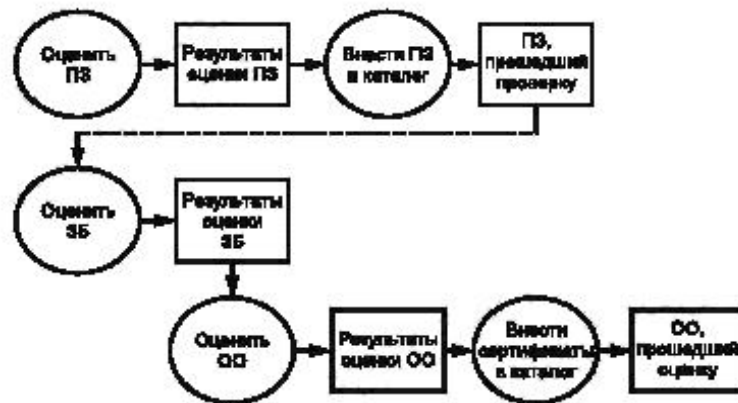 Оценить
ПЗ
Результаты
оценки ПЗ
Внести ПЗ
в каталог
ПЗ,
прошедший
проверку
Оценить
ЗБ
Результаты
оценки
ЗБ
Оценить
ОО
Результаты
оценки ОО
Внести
сертификаты
в каталог
ОО,
прошедший
оценку